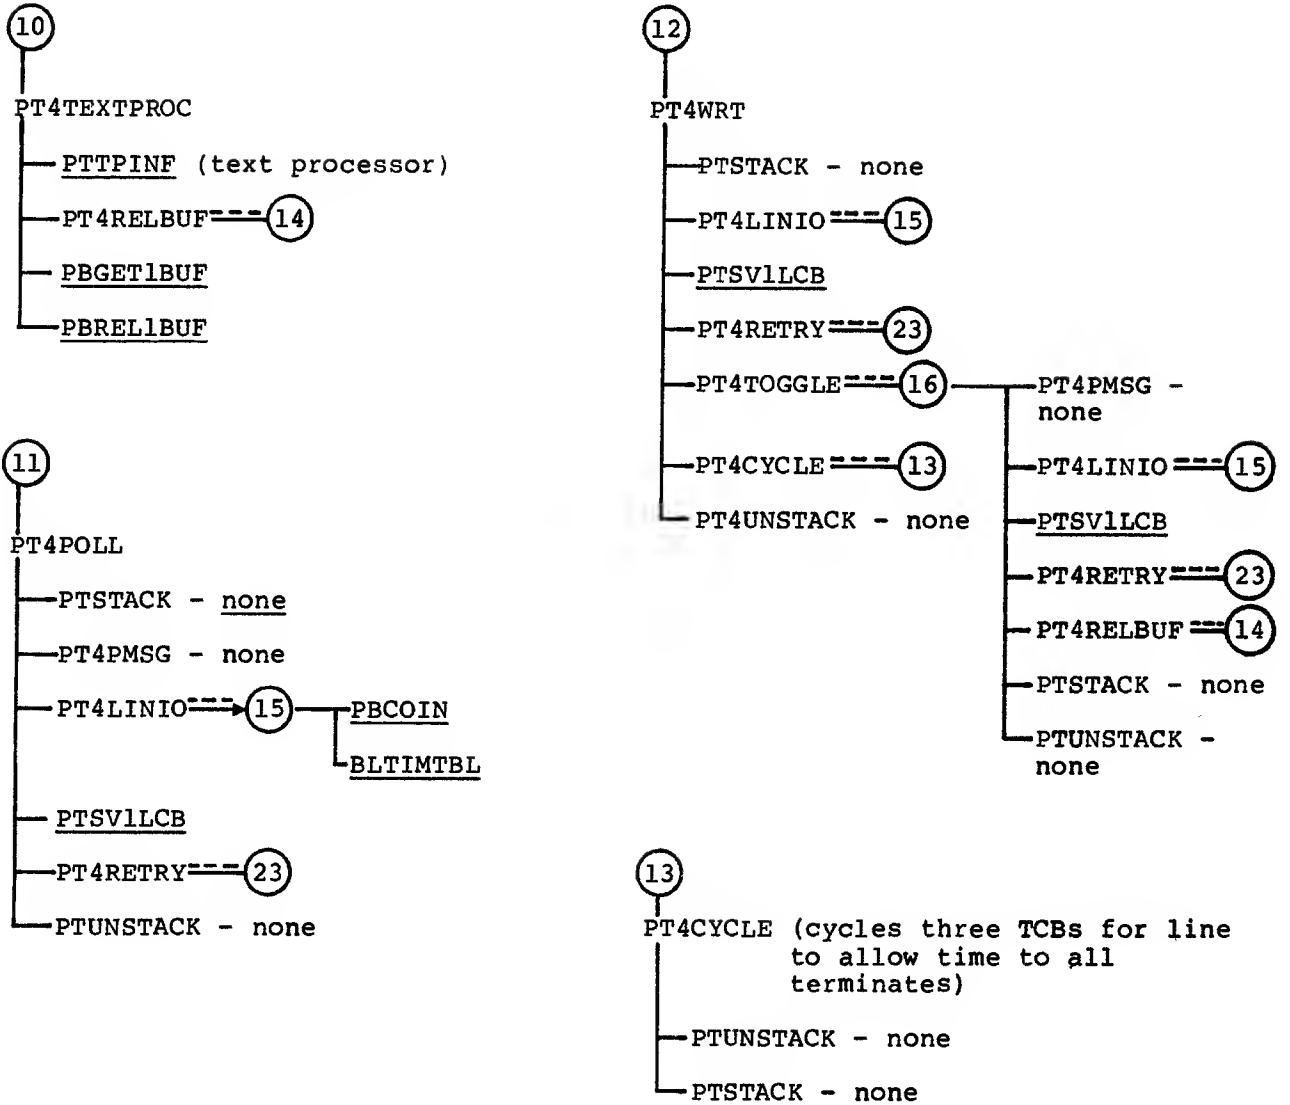 10
PT4TEXTPROC
PTTPINF (text processor)
PT4RELBUF 14
PBGET1BUF
PBREL1BUF
11
PT4POLL
PTSTACK - none
PT4PMSG - none
PT4LINIO 15 PBCOIN
BLTIMTBL
PTSV1LCB
PT4RETRY 23
PTUNSTACK - none
12
PT4WRT
PTSTACK - none
PT4LINIO 15
PTSV1LCB
PT4RETRY 23
PT4TOGGLE 16
PT4CYCLE 13
PT4UNSTACK - none
PT4PMSG -
none
PT4LINIO 15
PTSV1LCB
PT4RETRY 23
PT4RELBUF 14
PTSTACK - none
PTUNSTACK -
none
13
PT4CYCLE (cycles three TCBs for line
to allow time to all
terminates)
PTUNSTACK - none
PTSTACK - none